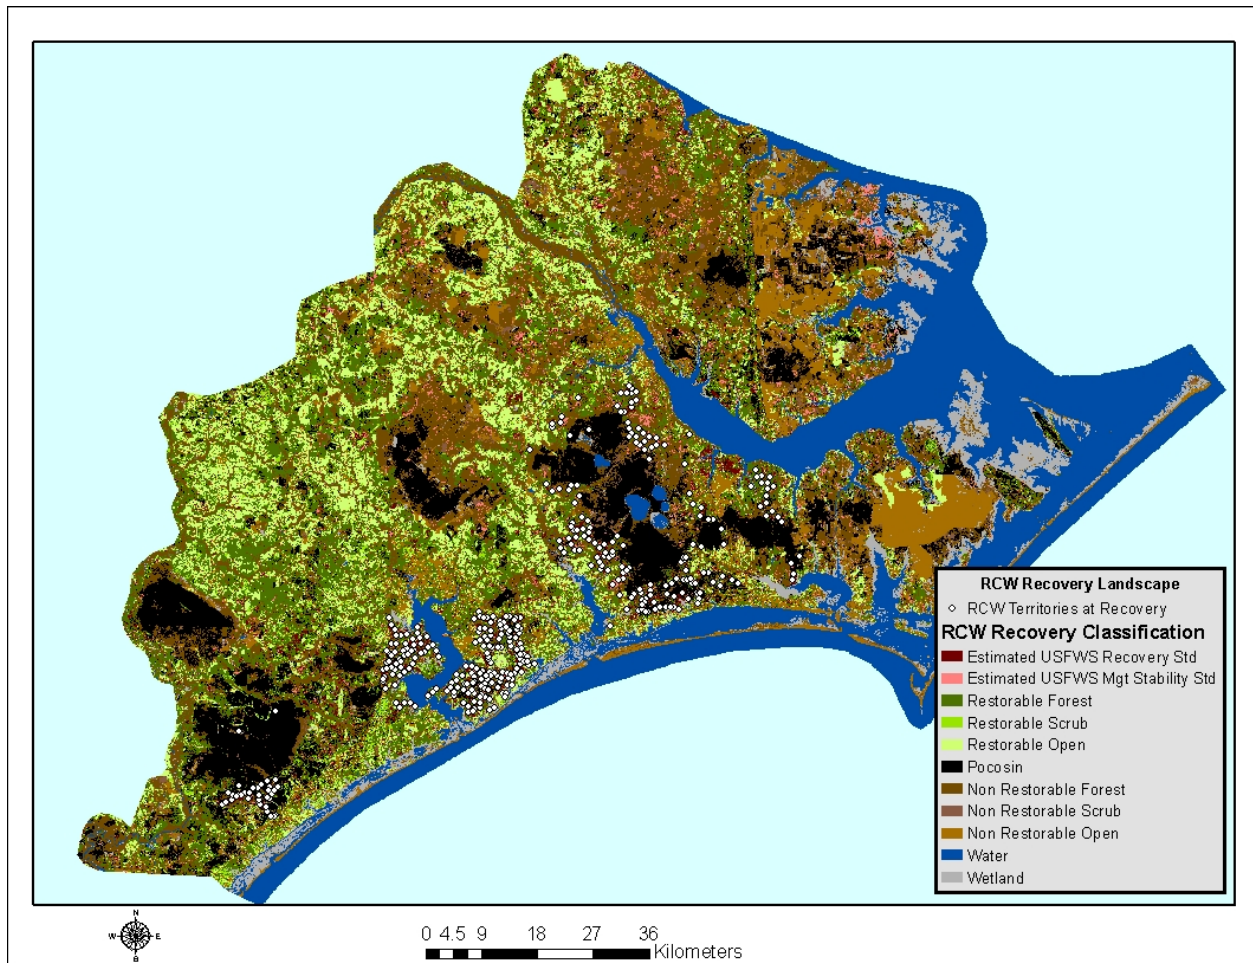 RCW Recovery Landscape
RCW Territories at Recovery
RCW Recovery Classification
Estimated USFWS Recovery Std
Estimated USFWS Mgt Stability Std
Restorable Forest
Restorable Scrub
Restorable Open
Pocosin
Non Restorable Forest
Non Restorable Scrub
Non Restorable Open
Water
Wetland
N
W E
S
0 4.5 9 18 27 36
Kilometers